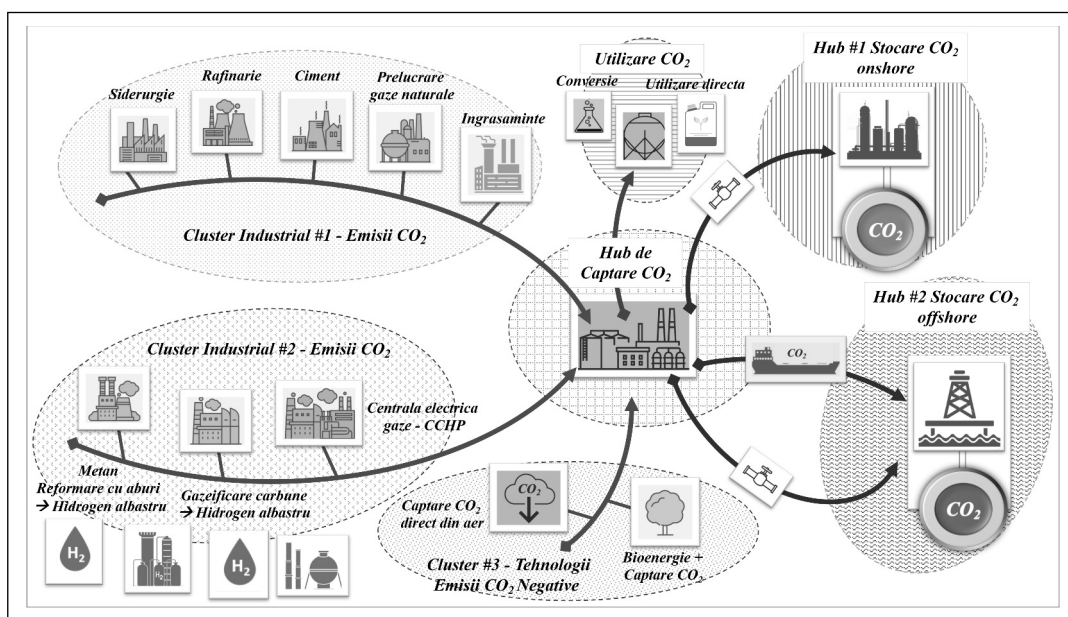 Siderurgie
Rafinarie
Ciment
Prelucrare
gaze naturale
Ingrasaminte
Cluster Industrial #1 - Emisii CO2
Utilizare CO2
Conversie
Utilizare directa
Hub #1 Stocare CO2
onshore
CO2
Hub de
Captare CO2
Hub #2 Stocare CO2
offshore
CO2
CO2
Cluster Industrial #2 - Emisii CO2
Centrala electrica
gaze - CCHP
Metan
Reformare cu aburi
→ Hidrogen albastru
Gazeificare carbune
→ Hidrogen albastru
H2
H2
H2
CO2
Captare CO2
direct din aer
Bioenergie +
Captare CO2
Cluster #3 - Tehnologii
Emisii CO2 Negative